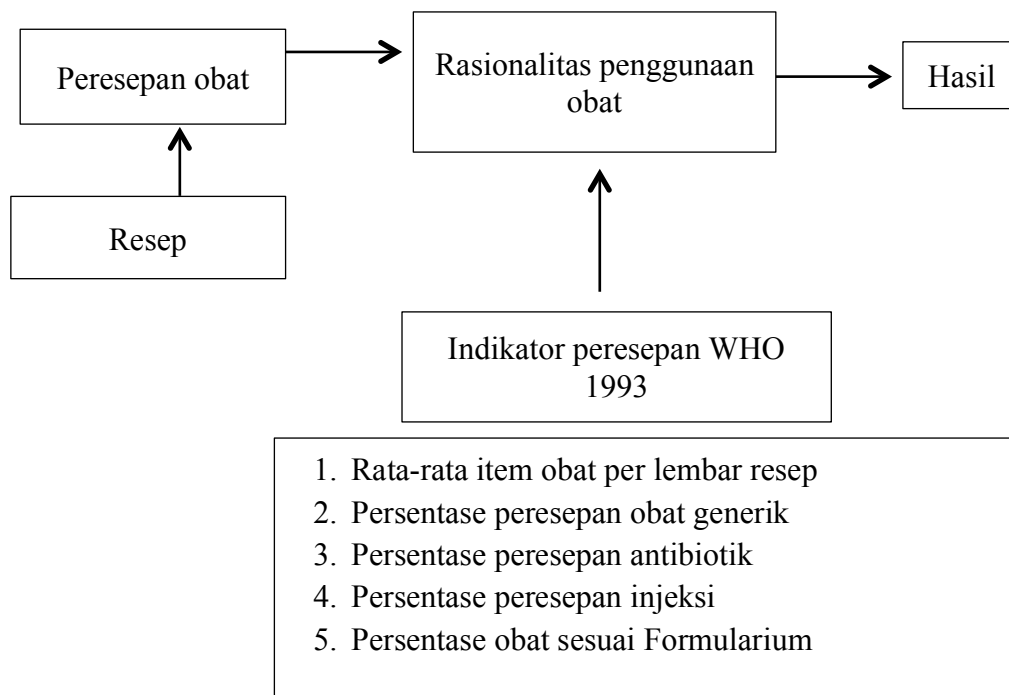 Peresepan obat
Rasionalitas penggunaan
obat
Hasil
Resep
Indikator peresepan WHO
1993
1. Rata-rata item obat per lembar resep
2. Persentase peresepan obat generik
3. Persentase peresepan antibiotik
4. Persentase peresepan injeksi
5. Persentase obat sesuai Formularium